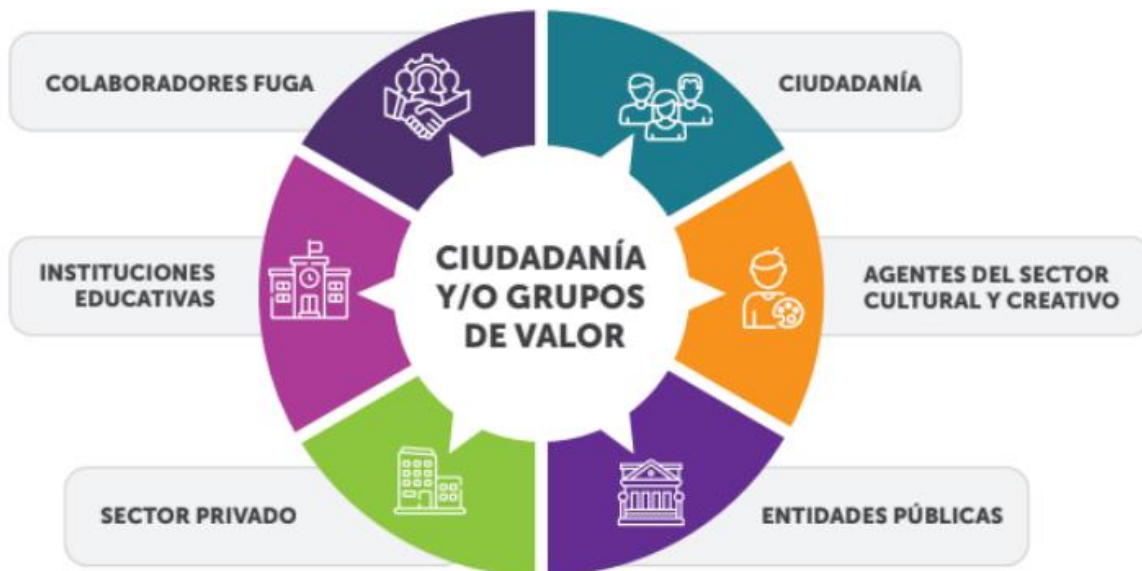 COLABORADORES FUGA
CIUDADANÍA
INSTITUCIONES
EDUCATIVAS
CIUDADANÍA
Y/O GRUPOS
DE VALOR
AGENTES DEL SECTOR
CULTURAL Y CREATIVO
SECTOR PRIVADO
ENTIDADES PÚBLICAS